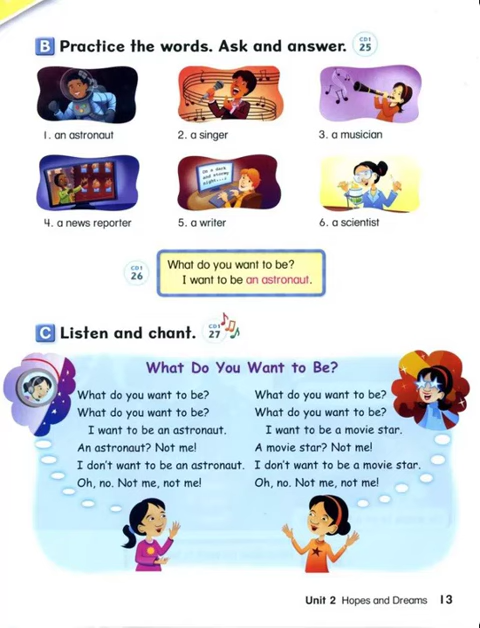 B Practice the words. Ask and answer. CD1 25
1. an astronaut
2. a singer
3. a musician
In a dark
and stormy
night...
4. a news reporter
5. a writer
6. a scientist
CD1 26
What do you want to be?
I want to be an astronaut.
C Listen and chant. CD1 27
What Do You Want to Be?
What do you want to be?
What do you want to be?
I want to be an astronaut.
An astronaut? Not me!
I don't want to be an astronaut.
Oh, no. Not me, not me!
What do you want to be?
What do you want to be?
I want to be a movie star.
A movie star? Not me!
I don't want to be a movie star.
Oh, no. Not me, not me!
Unit 2 Hopes and Dreams 13